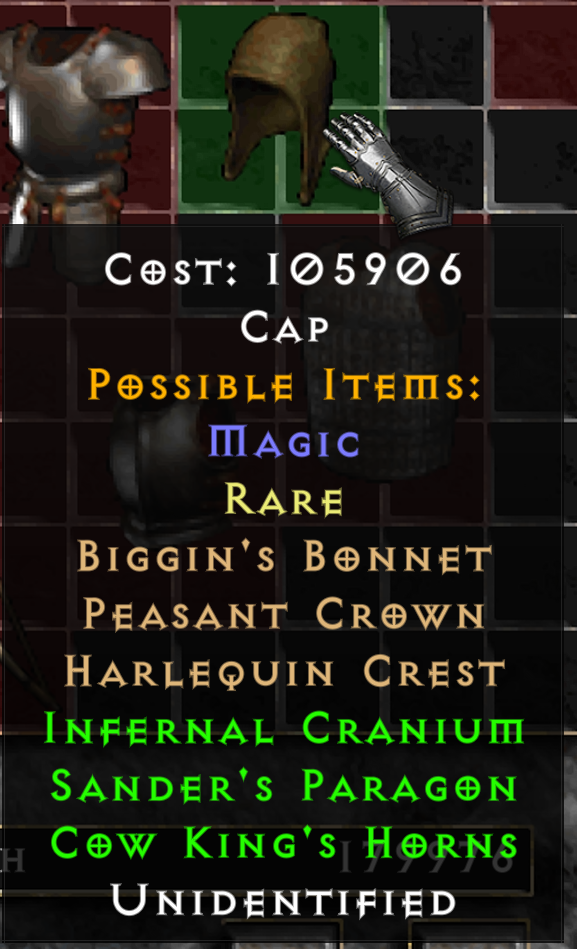 Cost: 105906
Cap
Possible Items:
Magic
Rare
Biggin's Bonnet
Peasant Crown
Harlequin Crest
Infernal Cranium
Sander's Paragon
Cow King's Horns
H 179976
Unidentified